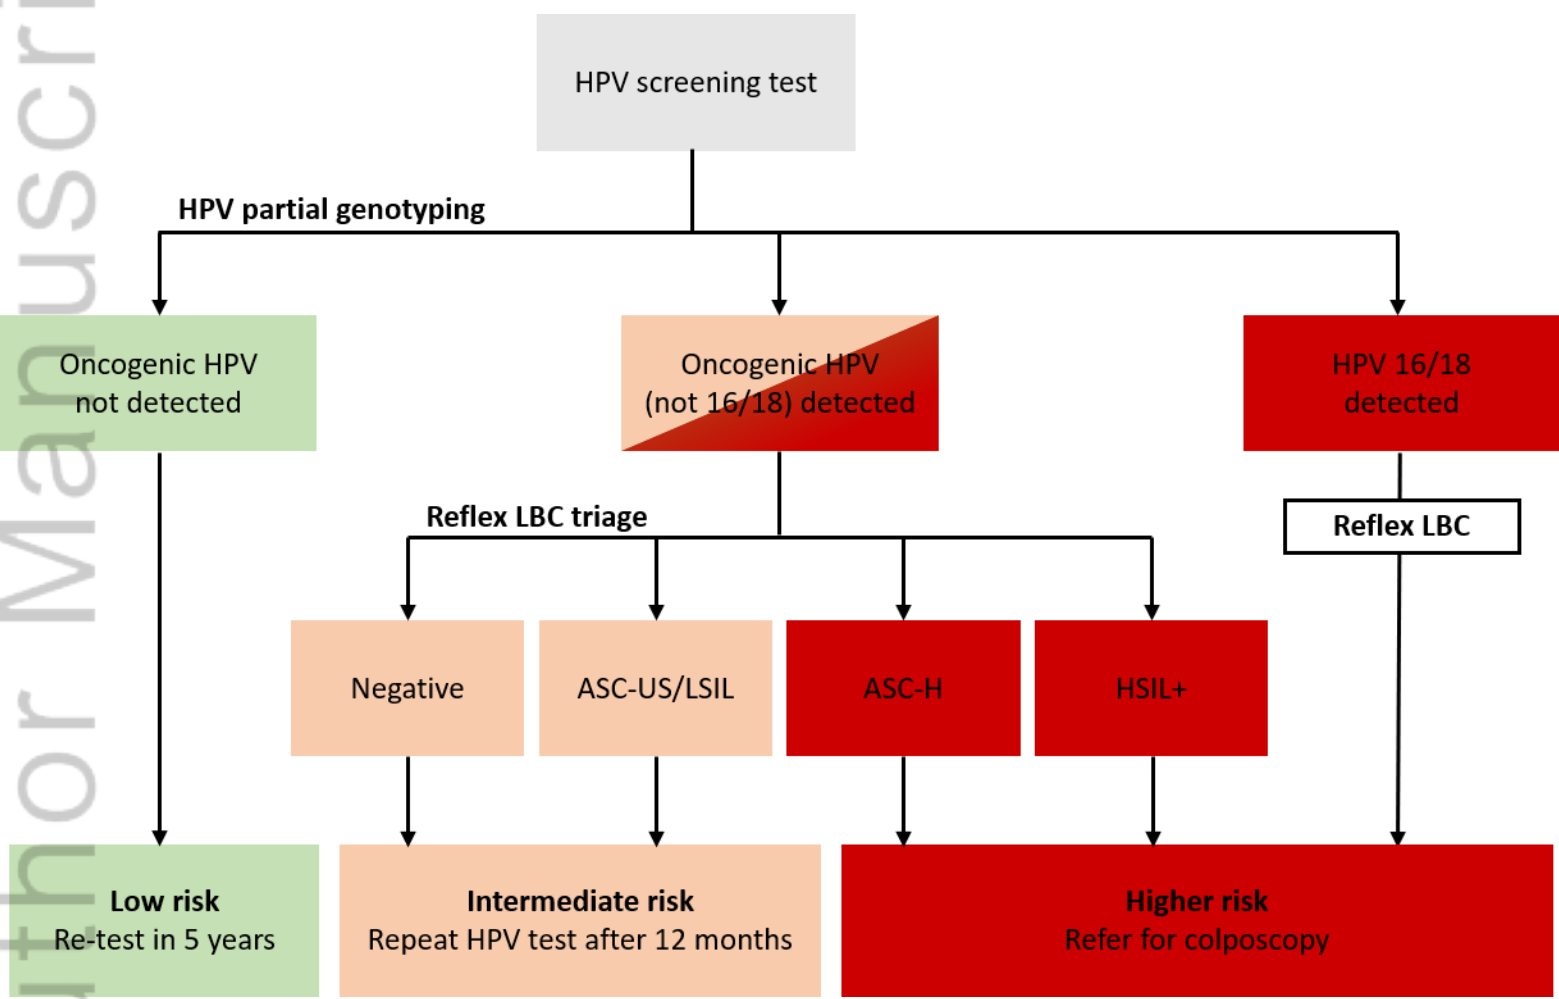 HPV screening test
HPV partial genotyping
Oncogenic HPV
not detected
Oncogenic HPV
(not 16/18) detected
HPV 16/18
detected
Reflex LBC triage
Reflex LBC
Negative
ASC-US/LSIL
ASC-H
HSIL+
Low risk
Re-test in 5 years
Intermediate risk
Repeat HPV test after 12 months
Higher risk
Refer for colposcopy